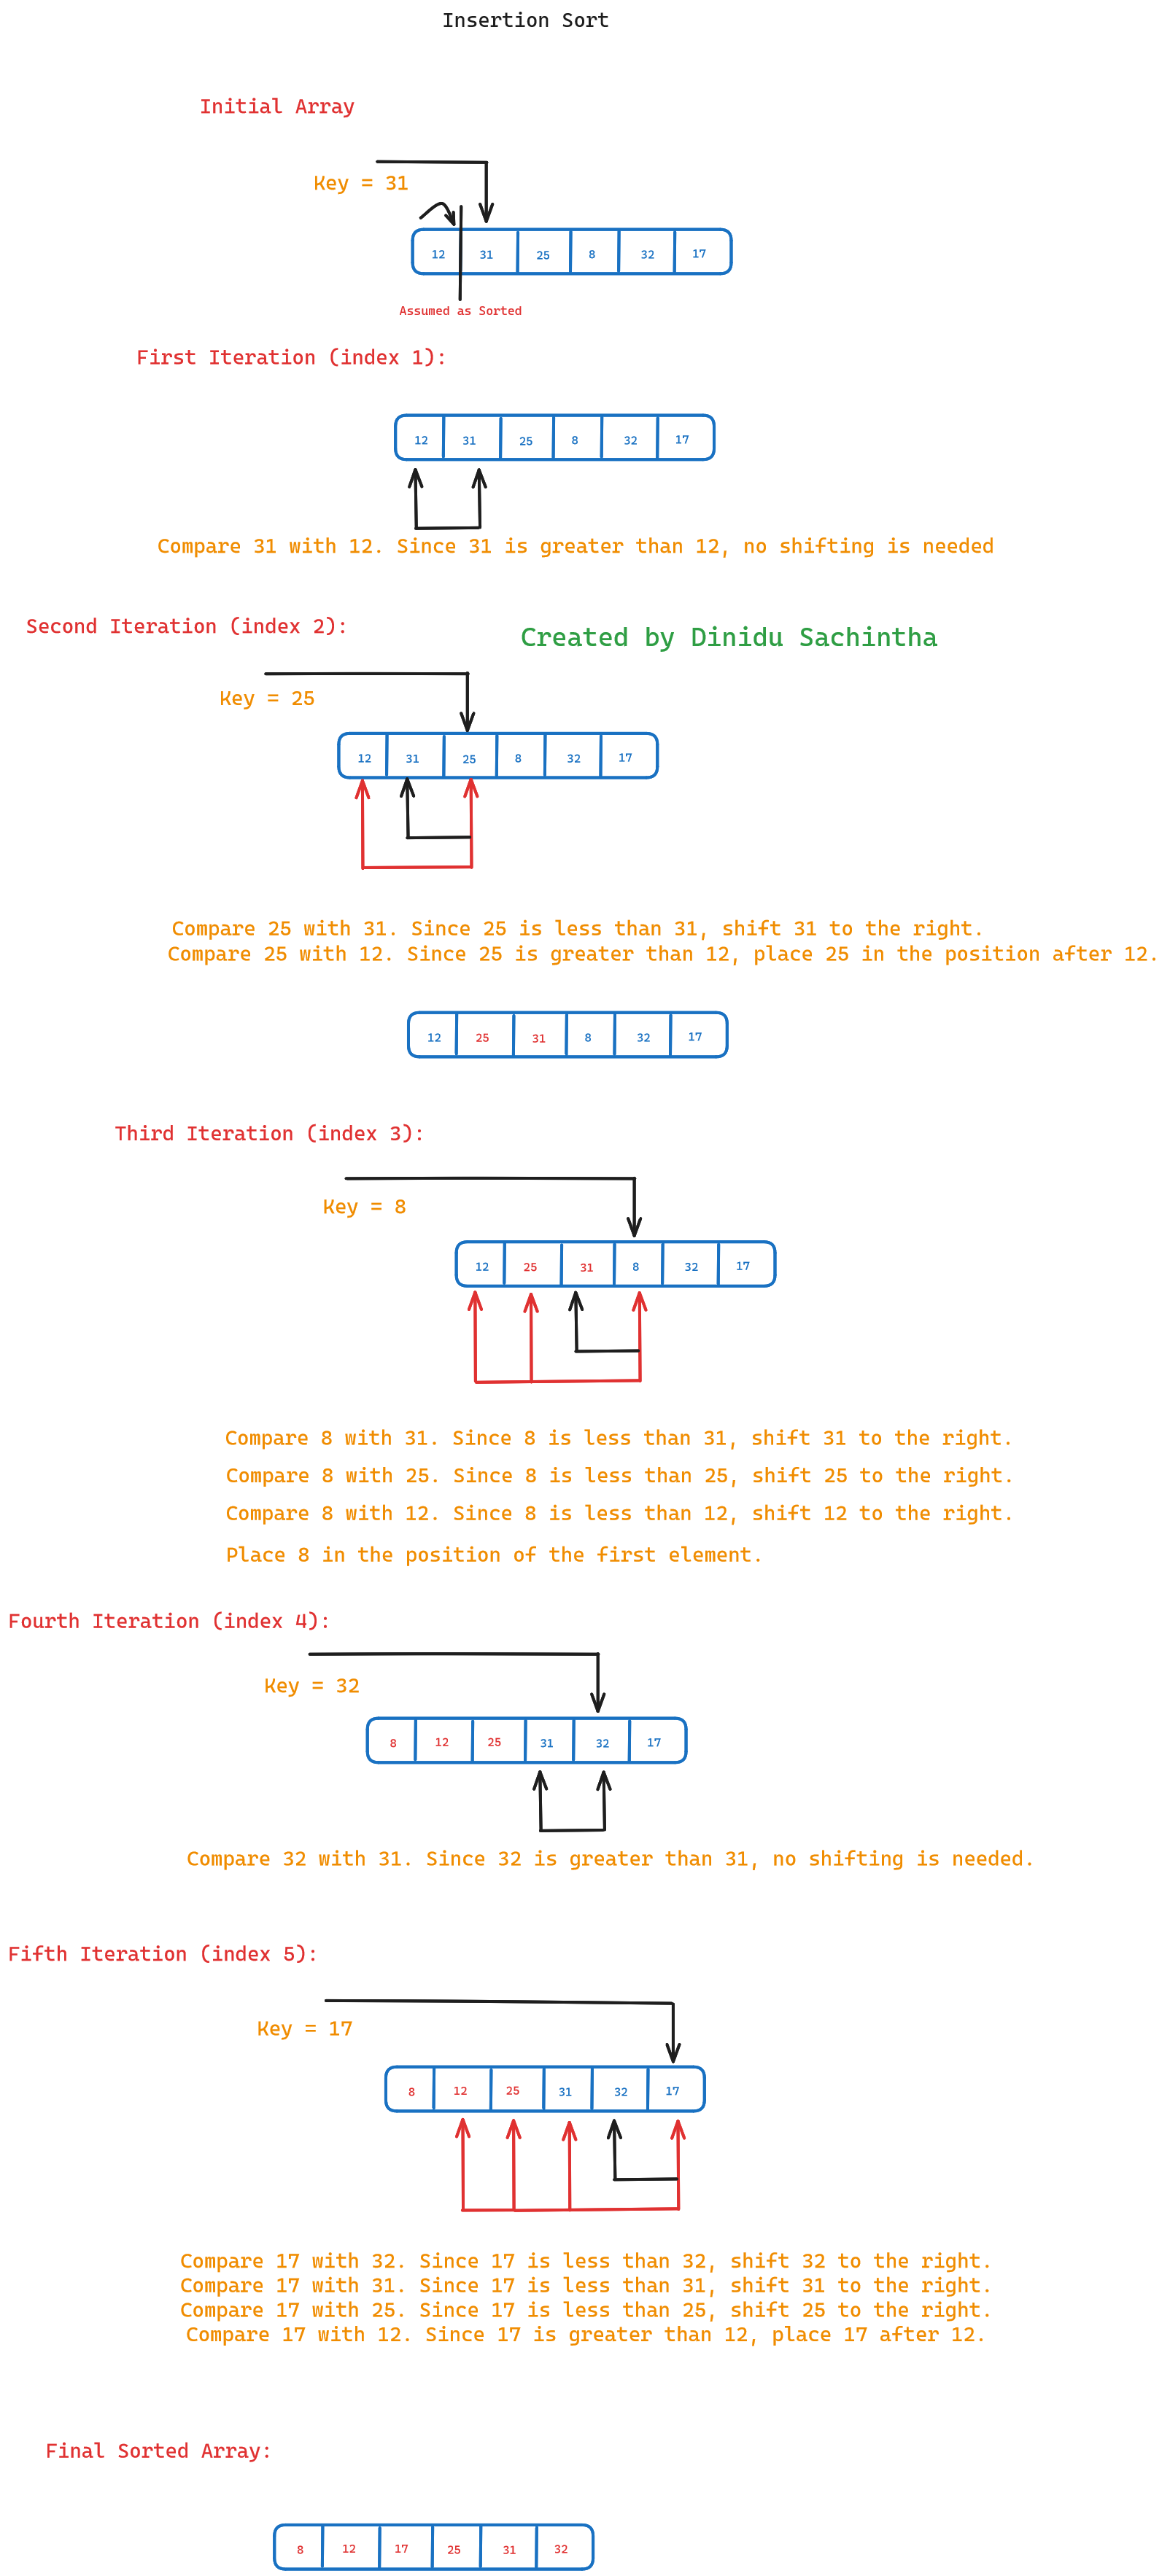 Insertion Sort
Initial Array
Key = 31
12 31 25 8 32 17
Assumed as Sorted
First Iteration (index 1):
12 31 25 8 32 17
Compare 31 with 12. Since 31 is greater than 12, no shifting is needed
Second Iteration (index 2):
Created by Dinidu Sachintha
Key = 25
12 31 25 8 32 17
Compare 25 with 31. Since 25 is less than 31, shift 31 to the right.
Compare 25 with 12. Since 25 is greater than 12, place 25 in the position after 12.
12 25 31 8 32 17
Third Iteration (index 3):
Key = 8
12 25 31 8 32 17
Compare 8 with 31. Since 8 is less than 31, shift 31 to the right.
Compare 8 with 25. Since 8 is less than 25, shift 25 to the right.
Compare 8 with 12. Since 8 is less than 12, shift 12 to the right.
Place 8 in the position of the first element.
Fourth Iteration (index 4):
Key = 32
8 12 25 31 32 17
Compare 32 with 31. Since 32 is greater than 31, no shifting is needed.
Fifth Iteration (index 5):
Key = 17
8 12 25 31 32 17
Compare 17 with 32. Since 17 is less than 32, shift 32 to the right.
Compare 17 with 31. Since 17 is less than 31, shift 31 to the right.
Compare 17 with 25. Since 17 is less than 25, shift 25 to the right.
Compare 17 with 12. Since 17 is greater than 12, place 17 after 12.
Final Sorted Array:
8 12 17 25 31 32